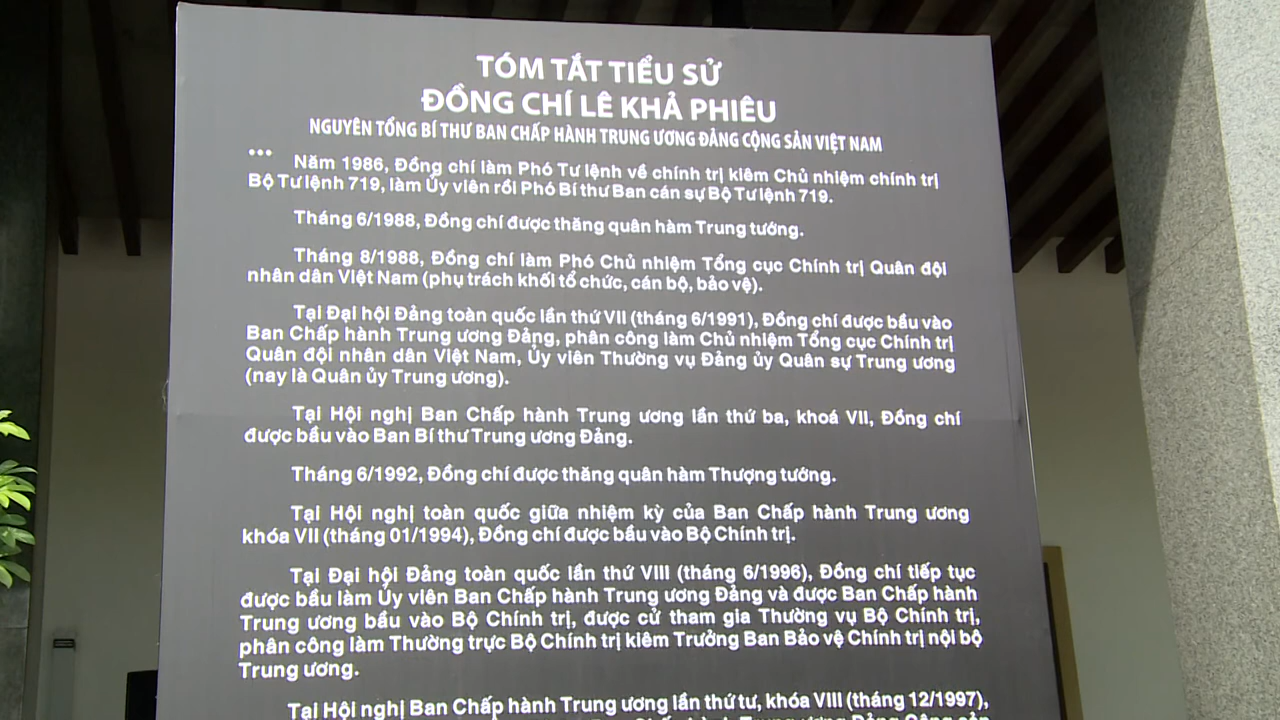 TÓM TẮT TIỂU SỬ
ĐỒNG CHÍ LÊ KHẢ PHIÊU
NGUYÊN TỔNG BÍ THƯ BAN CHẤP HÀNH TRUNG ƯƠNG ĐẢNG CỘNG SẢN VIỆT NAM
... Năm 1986, Đồng chí làm Phó Tư lệnh về chính trị kiêm Chủ nhiệm chính trị
Bộ Tư lệnh 719, làm Ủy viên rồi Phó Bí thư Ban cán sự Bộ Tư lệnh 719.
Tháng 6/1988, Đồng chí được thăng quân hàm Trung tướng.
Tháng 8/1988, Đồng chí làm Phó Chủ nhiệm Tổng cục Chính trị Quân đội
nhân dân Việt Nam (phụ trách khối tổ chức, cán bộ, bảo vệ).
Tại Đại hội Đảng toàn quốc lần thứ VII (tháng 6/1991), Đồng chí được bầu vào
Ban Chấp hành Trung ương Đảng, phân công làm Chủ nhiệm Tổng cục Chính trị
Quân đội nhân dân Việt Nam, Ủy viên Thường vụ Đảng ủy Quân sự Trung ương
(nay là Quân ủy Trung ương).
Tại Hội nghị Ban Chấp hành Trung ương lần thứ ba, khoá VII, Đồng chí
được bầu vào Ban Bí thư Trung ương Đảng.
Tháng 6/1992, Đồng chí được thăng quân hàm Thượng tướng.
Tại Hội nghị toàn quốc giữa nhiệm kỳ của Ban Chấp hành Trung ương
khóa VII (tháng 01/1994), Đồng chí được bầu vào Bộ Chính trị.
Tại Đại hội Đảng toàn quốc lần thứ VIII (tháng 6/1996), Đồng chí tiếp tục
được bầu làm Ủy viên Ban Chấp hành Trung ương Đảng và được Ban Chấp hành
Trung ương bầu vào Bộ Chính trị, được cử tham gia Thường vụ Bộ Chính trị,
phân công làm Thường trực Bộ Chính trị kiêm Trưởng Ban Bảo vệ Chính trị nội bộ
Trung ương.
Tại Hội nghị Ban Chấp hành Trung ương lần thứ tư, khóa VIII (tháng 12/1997),